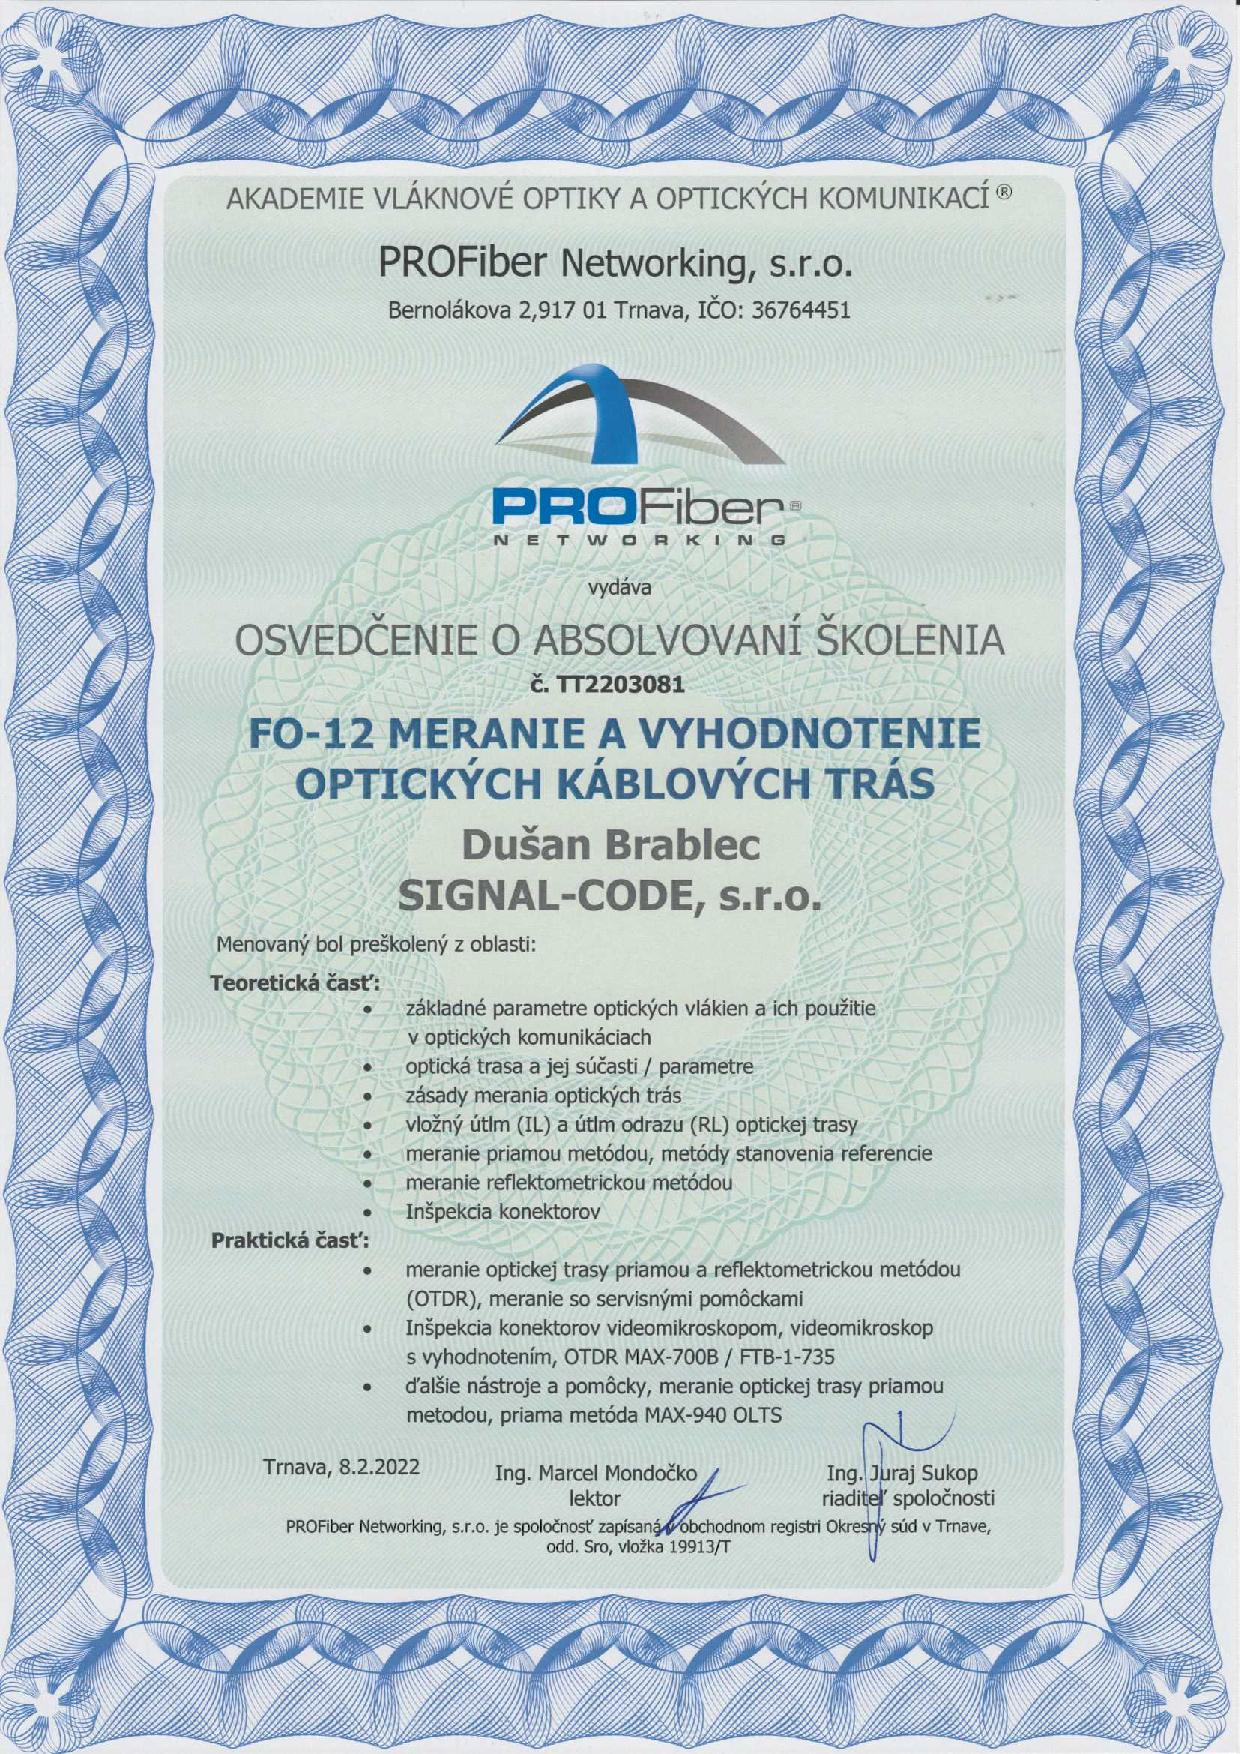 AKADEMIE VLÁKNOVÉ OPTIKY A OPTICKÝCH KOMUNIKACÍ ®
PROFiber Networking, s.r.o.
Bernolákova 2,917 01 Trnava, IČO: 36764451
PROFiber®
NETWORKING
vydáva
OSVEDČENIE O ABSOLVOVANÍ ŠKOLENIA
č. TT2203081
FO-12 MERANIE A VYHODNOTENIE
OPTICKÝCH KÁBLOVÝCH TRÁS
Dušan Brablec
SIGNAL-CODE, s.r.o.
Menovaný bol preškolený z oblasti:
Teoretická časť:
• základné parametre optických vlákien a ich použitie
v optických komunikáciach
• optická trasa a jej súčasti / parametre
• zásady merania optických trás
• vložný útlm (IL) a útlm odrazu (RL) optickej trasy
• meranie priamou metódou, metódy stanovenia referencie
• meranie reflektometrickou metódou
• Inšpekcia konektorov
Praktická časť:
• meranie optickej trasy priamou a reflektometrickou metódou
(OTDR), meranie so servisnými pomôckami
• Inšpekcia konektorov videomikroskopom, videomikroskop
s vyhodnotením, OTDR MAX-700B / FTB-1-735
• ďalšie nástroje a pomôcky, meranie optickej trasy priamou
metodou, priama metóda MAX-940 OLTS
Trnava, 8.2.2022
Ing. Marcel Mondočko
lektor
Ing. Juraj Sukop
riaditeľ spoločnosti
PROFiber Networking, s.r.o. je spoločnosť zapísaná v obchodnom registri Okresný súd v Trnave,
odd. Sro, vložka 19913/T